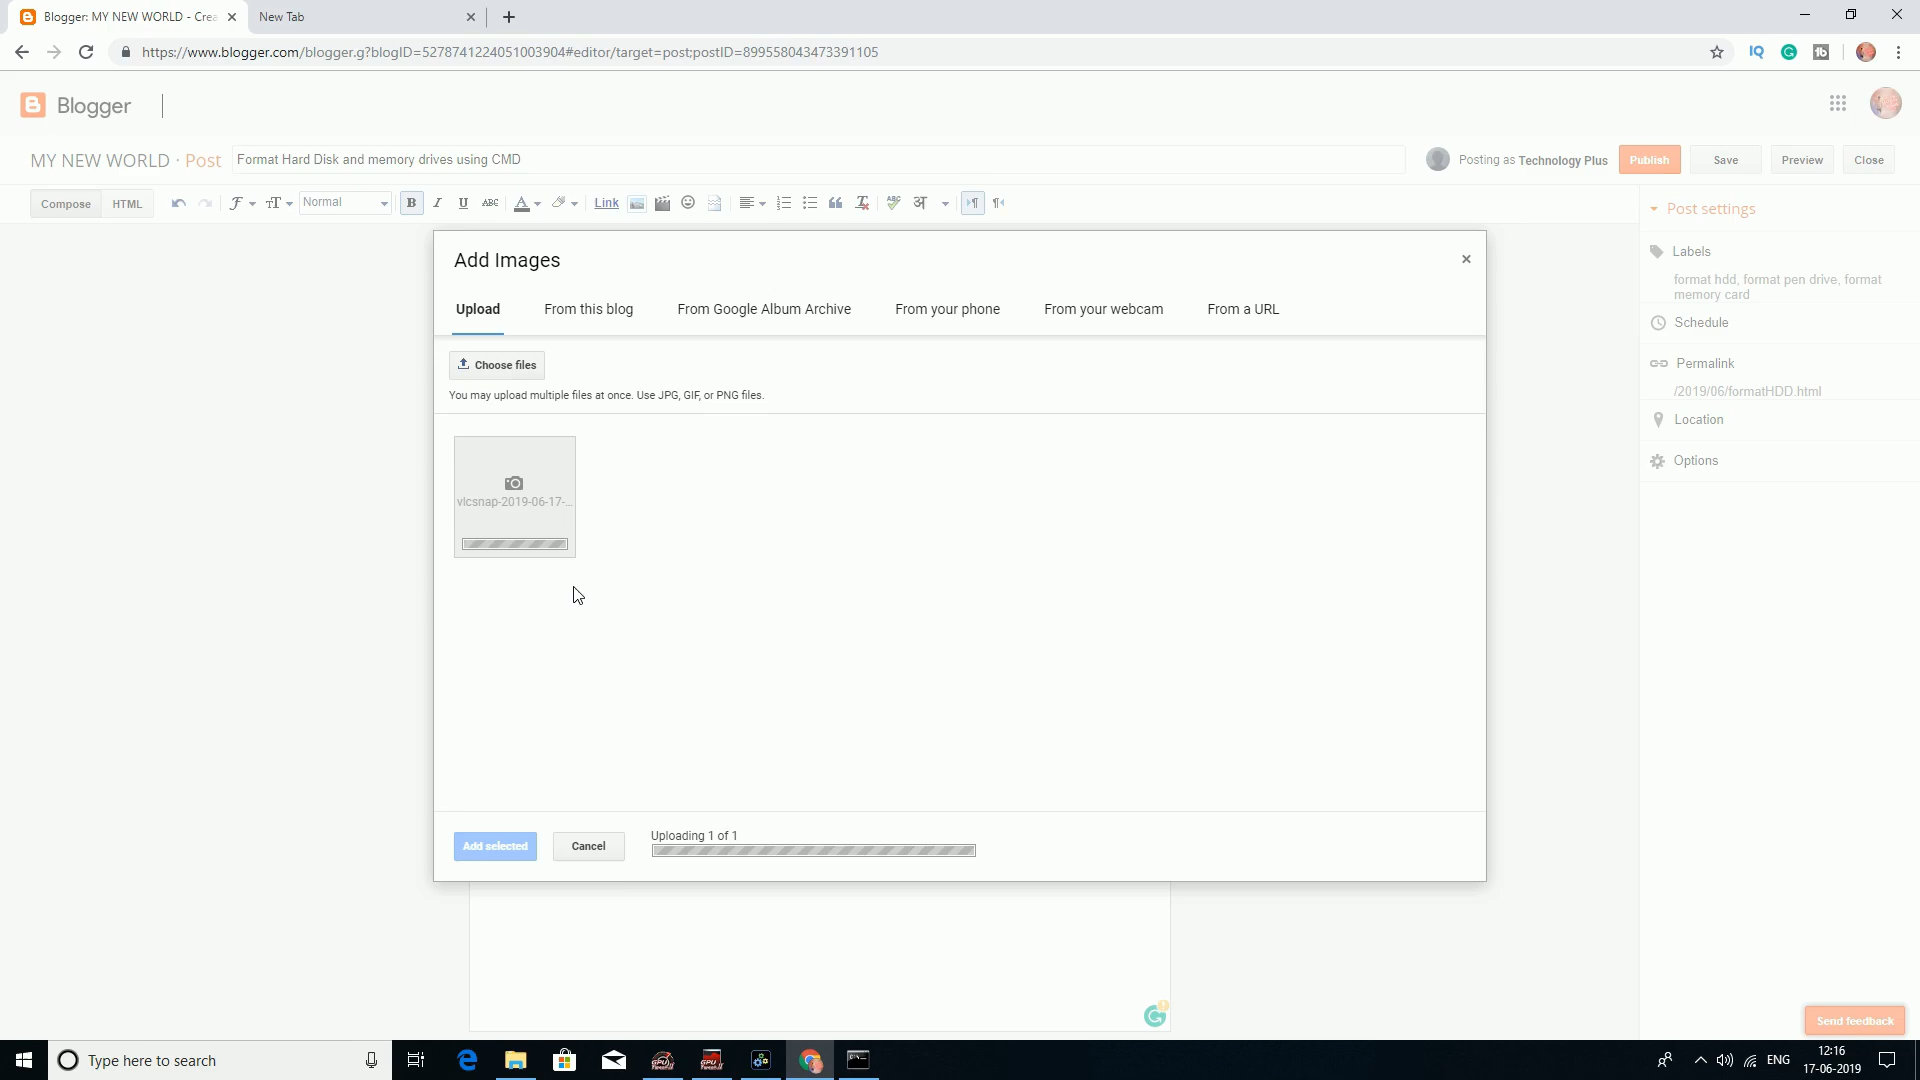 Blogger: MY NEW WORLD - Crea
New Tab
https://www.blogger.com/blogger.g?blogID=5278741224051003904#editor/target=post;postID=899558043473391105
Blogger
MY NEW WORLD · Post
Format Hard Disk and memory drives using CMD
Posting as Technology Plus
Publish
Save
Preview
Close
Compose
HTML
Normal
B I U ABC
A
Link
Post settings
Add Images
Labels
format hdd, format pen drive, format
memory card
Upload
From this blog
From Google Album Archive
From your phone
From your webcam
From a URL
Schedule
Choose files
Permalink
/2019/06/formatHDD.html
You may upload multiple files at once. Use JPG, GIF, or PNG files.
Location
Options
vlcsnap-2019-06-17-...
Uploading 1 of 1
Add selected
Cancel
Send feedback
Type here to search
ENG
12:16
17-06-2019